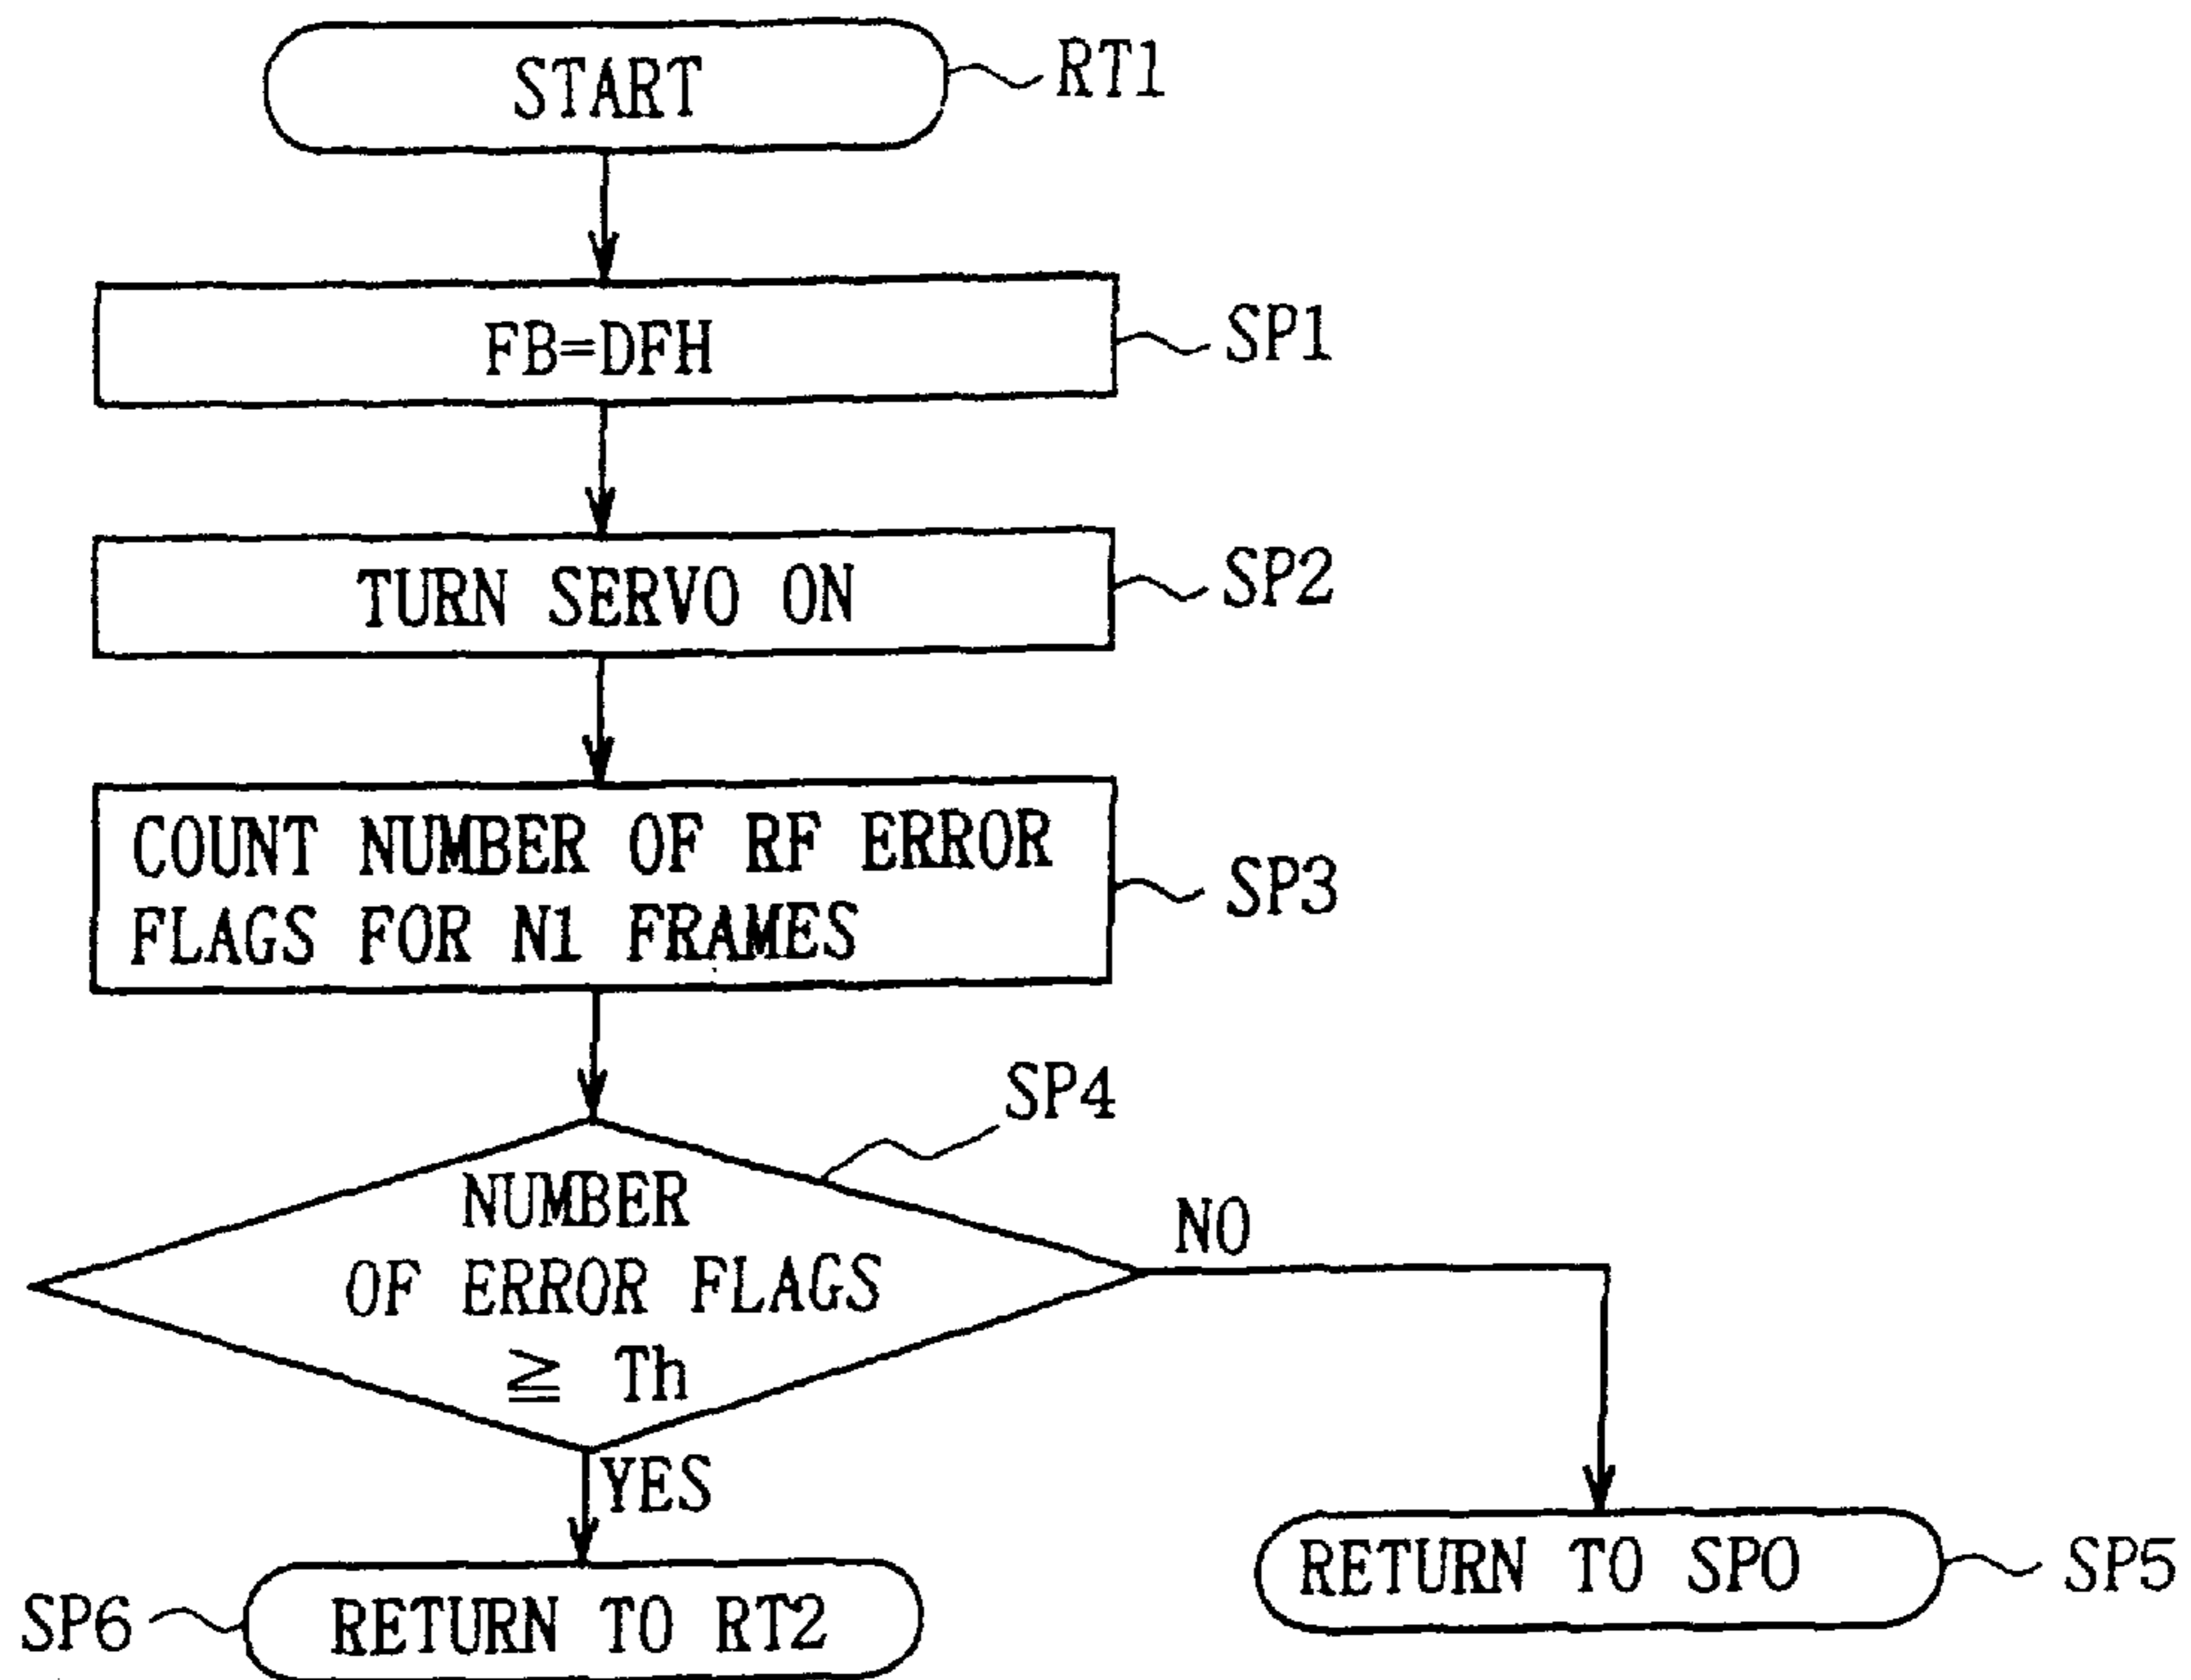 START
RT1
FB=DFH
SP1
TURN SERVO ON
SP2
COUNT NUMBER OF RF ERROR
FLAGS FOR N1 FRAMES
SP3
SP4
NUMBER
OF ERROR FLAGS
≧ Th
NO
YES
RETURN TO SP0
SP5
SP6
RETURN TO RT2